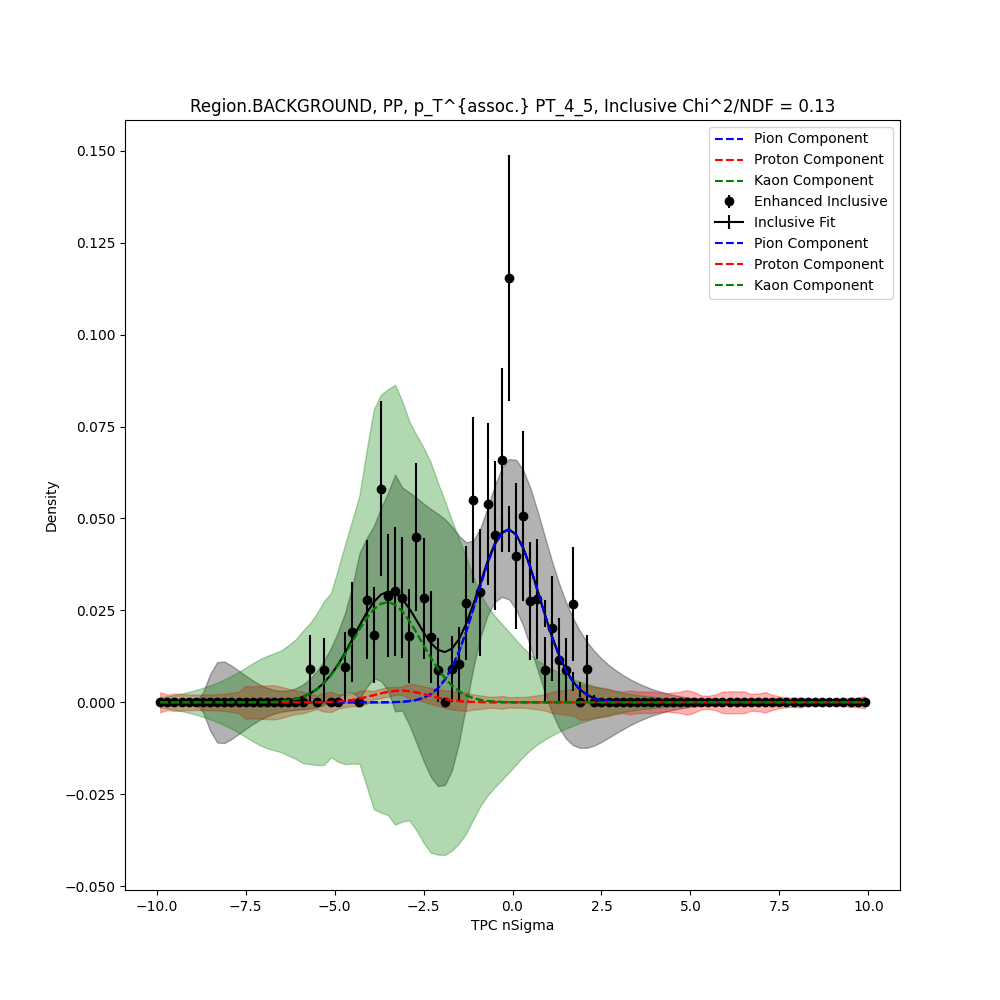 Region.BACKGROUND, PP, p_T^{assoc.} PT_4_5, Inclusive Chi^2/NDF = 0.13
Pion Component
Proton Component
Kaon Component
Enhanced Inclusive
Inclusive Fit
Pion Component
Proton Component
Kaon Component
0.150
0.125
0.100
0.075
0.050
0.025
0.000
−0.025
−0.050
Density
−10.0 −7.5 −5.0 −2.5 0.0 2.5 5.0 7.5 10.0
TPC nSigma